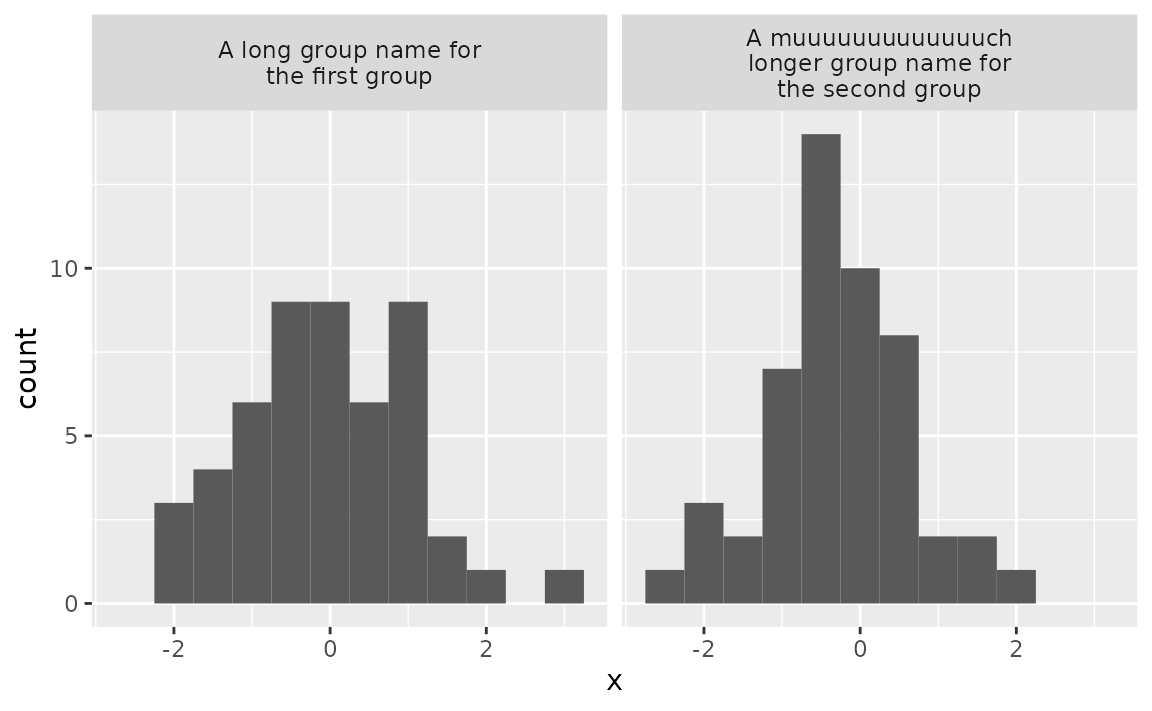 A long group name for
the first group
A muuuuuuuuuuuuuch
longer group name for
the second group
10
5
0
count
-2
0
2
-2
0
2
x